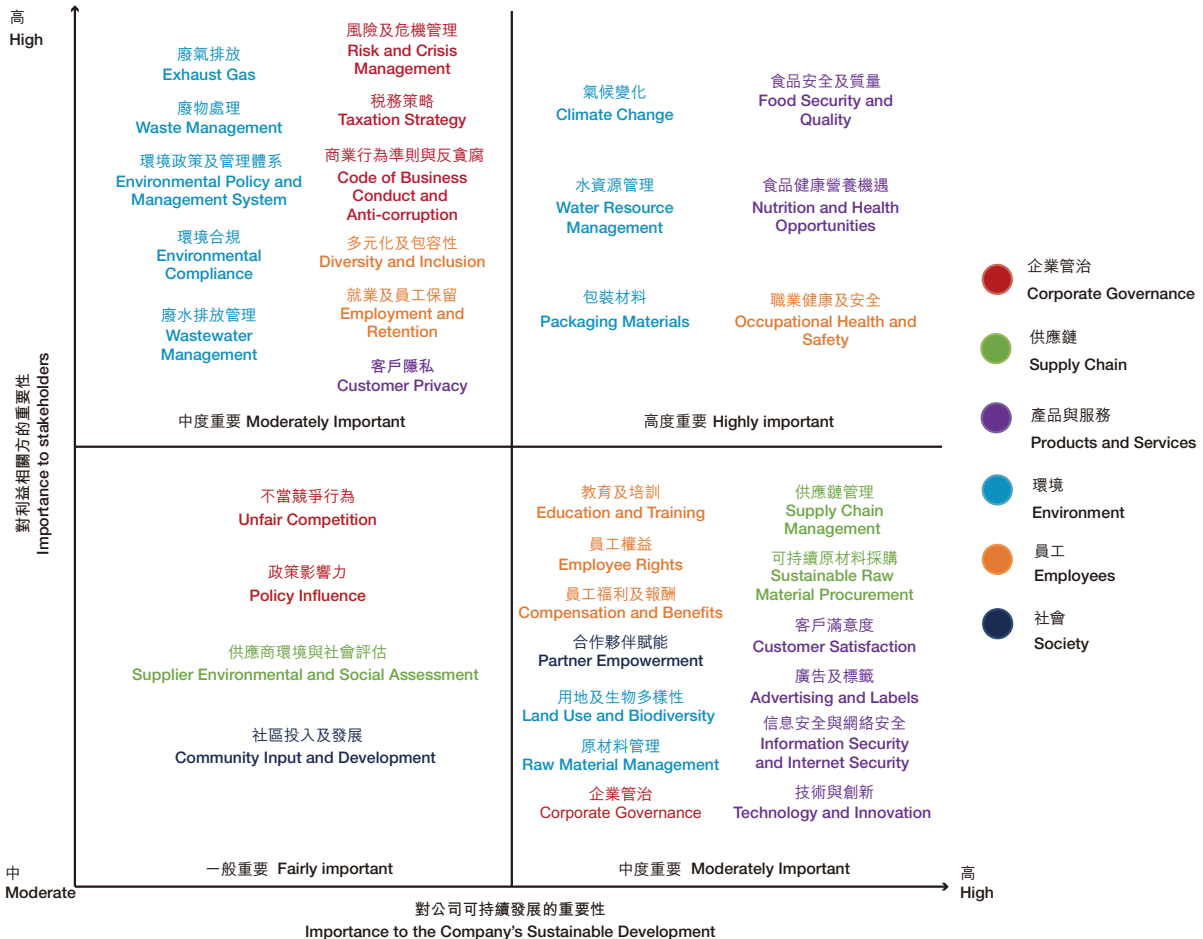 高
High
對利益相關方的重要性
Importance to stakeholders
廢氣排放
Exhaust Gas
廢物處理
Waste Management
環境政策及管理體系
Environmental Policy and
Management System
環境合規
Environmental
Compliance
廢水排放管理
Wastewater
Management
風險及危機管理
Risk and Crisis
Management
税務策略
Taxation Strategy
商業行為準則與反貪腐
Code of Business
Conduct and
Anti-corruption
多元化及包容性
Diversity and Inclusion
就業及員工保留
Employment and
Retention
客戶隱私
Customer Privacy
中度重要 Moderately Important
氣候變化
Climate Change
水資源管理
Water Resource
Management
包裝材料
Packaging Materials
食品安全及質量
Food Security and
Quality
食品健康營養機遇
Nutrition and Health
Opportunities
職業健康及安全
Occupational Health and
Safety
高度重要 Highly important
不當競爭行為
Unfair Competition
政策影響力
Policy Influence
供應商環境與社會評估
Supplier Environmental and Social Assessment
社區投入及發展
Community Input and Development
一般重要 Fairly important
教育及培訓
Education and Training
員工權益
Employee Rights
員工福利及報酬
Compensation and Benefits
合作夥伴賦能
Partner Empowerment
用地及生物多樣性
Land Use and Biodiversity
原材料管理
Raw Material Management
企業管治
Corporate Governance
供應鏈管理
Supply Chain
Management
可持續原材料採購
Sustainable Raw
Material Procurement
客戶滿意度
Customer Satisfaction
廣告及標籤
Advertising and Labels
信息安全與網絡安全
Information Security
and Internet Security
技術與創新
Technology and Innovation
中度重要 Moderately Important
中
Moderate
高
High
對公司可持續發展的重要性
Importance to the Company's Sustainable Development
企業管治
Corporate Governance
供應鏈
Supply Chain
產品與服務
Products and Services
環境
Environment
員工
Employees
社會
Society